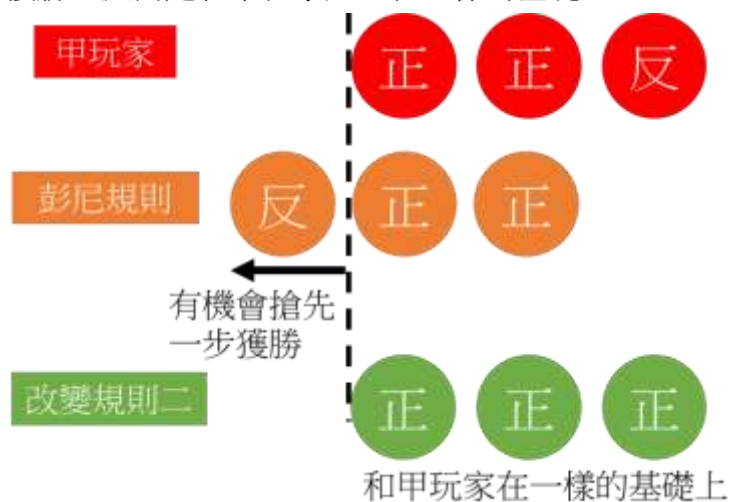 甲玩家 正 正 反
彭尼規則 反 正 正
有機會搶先
一步獲勝
改變規則二 正 正 正
和甲玩家在一樣的基礎上